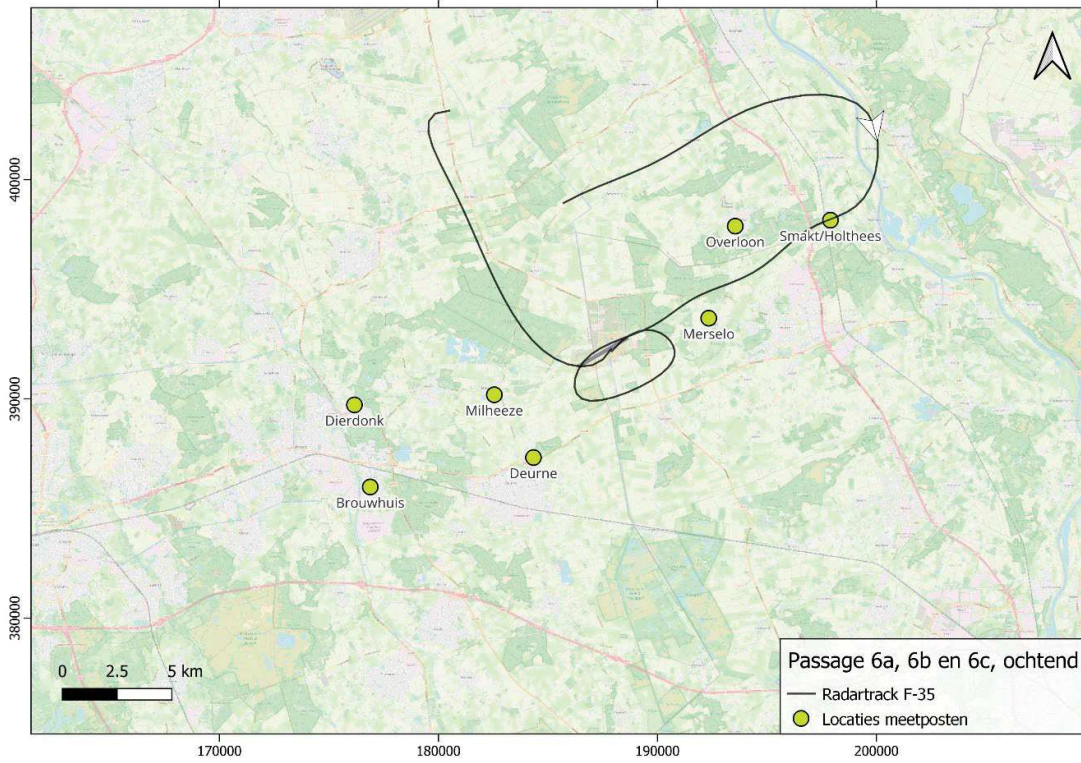 400000
390000
380000
Overloon
Smakt/Holthees
Merselo
Milheeze
Dierdonk
Deurne
Brouwhuis
0 2.5 5 km
Passage 6a, 6b en 6c, ochtend
Radartrack F-35
Locaties meetposten
170000 180000 190000 200000